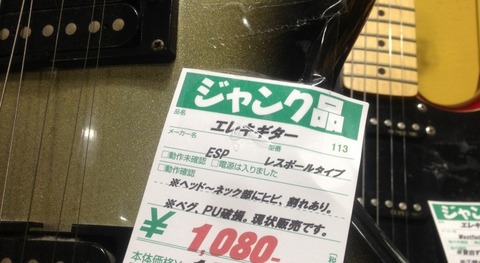 ジャンク品
品名
エレキギター
メーカー名 型番 113
ESP レスポールタイプ
□動作未確認 □電源は入りました
□動作確認
※ヘッド～ネック部にヒビ、割れあり。
※ペグ、PU破損。現状販売です。
¥1,080-
本体価格¥
ジャンク
エレキ